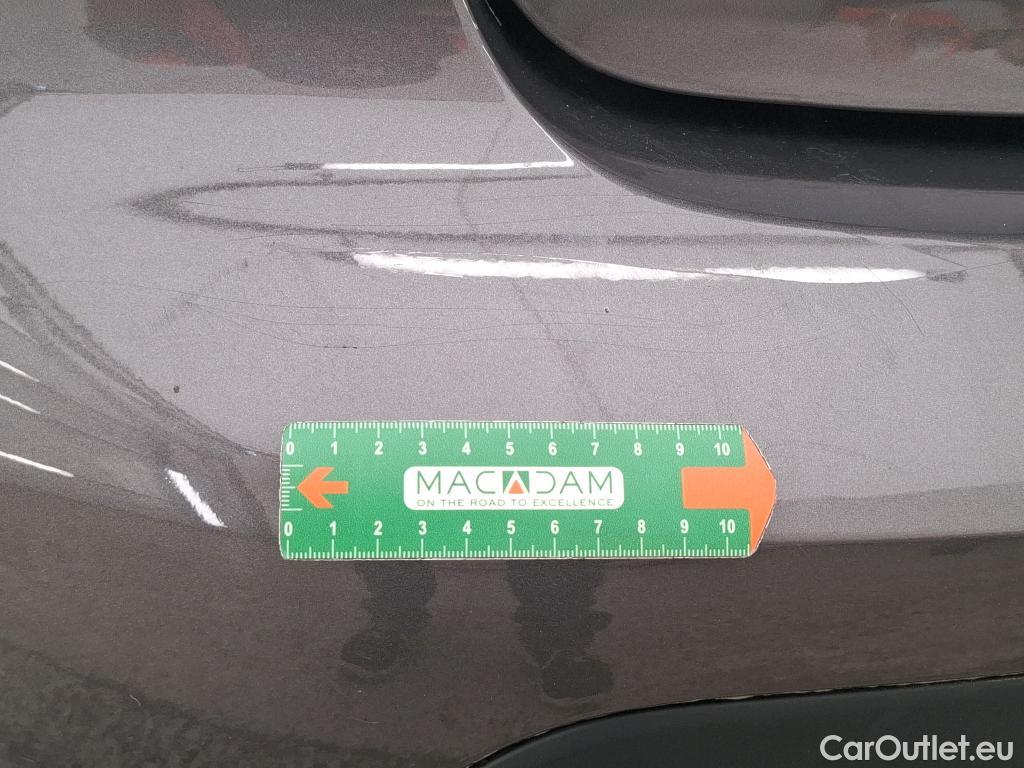 0 1 2 3 4 5 6 7 8 9 10
MACADAM
ON THE ROAD TO EXCELLENCE
0 1 2 3 4 5 6 7 8 9 10
CarOutlet.eu